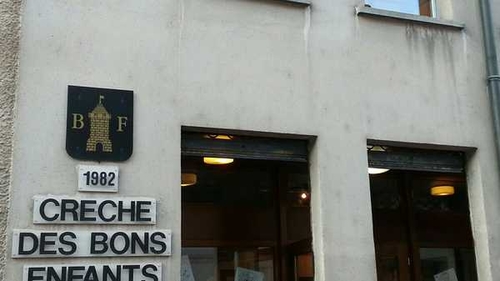 B F
1982
CRECHE
DES BONS
ENFANTS